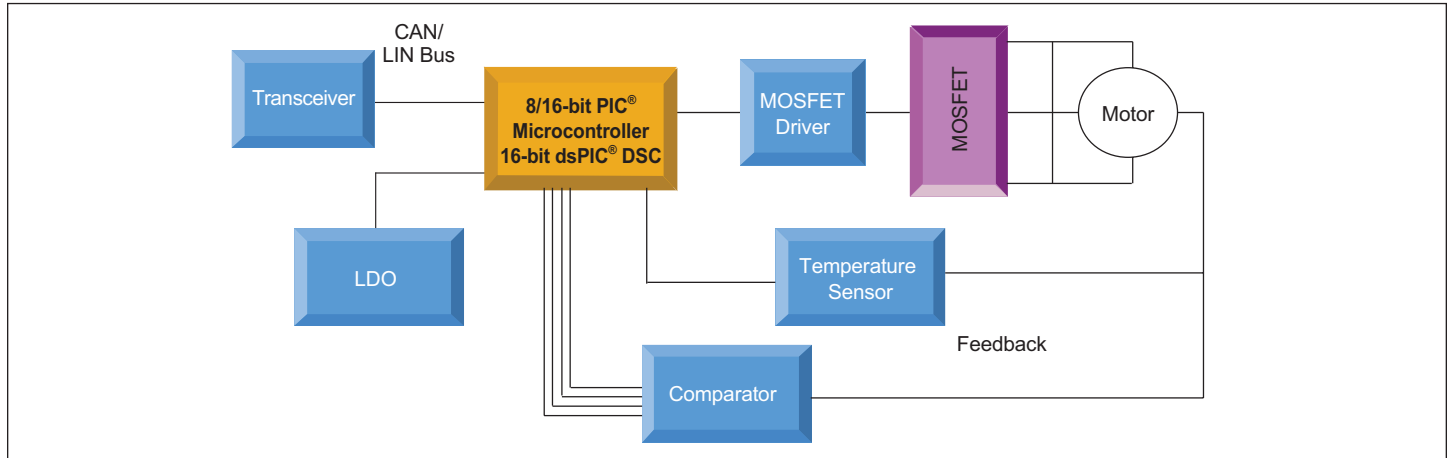 CAN/
LIN Bus
Transceiver
8/16-bit PIC®
Microcontroller
16-bit dsPIC® DSC
MOSFET
Driver
MOSFET
Motor
LDO
Temperature
Sensor
Feedback
Comparator